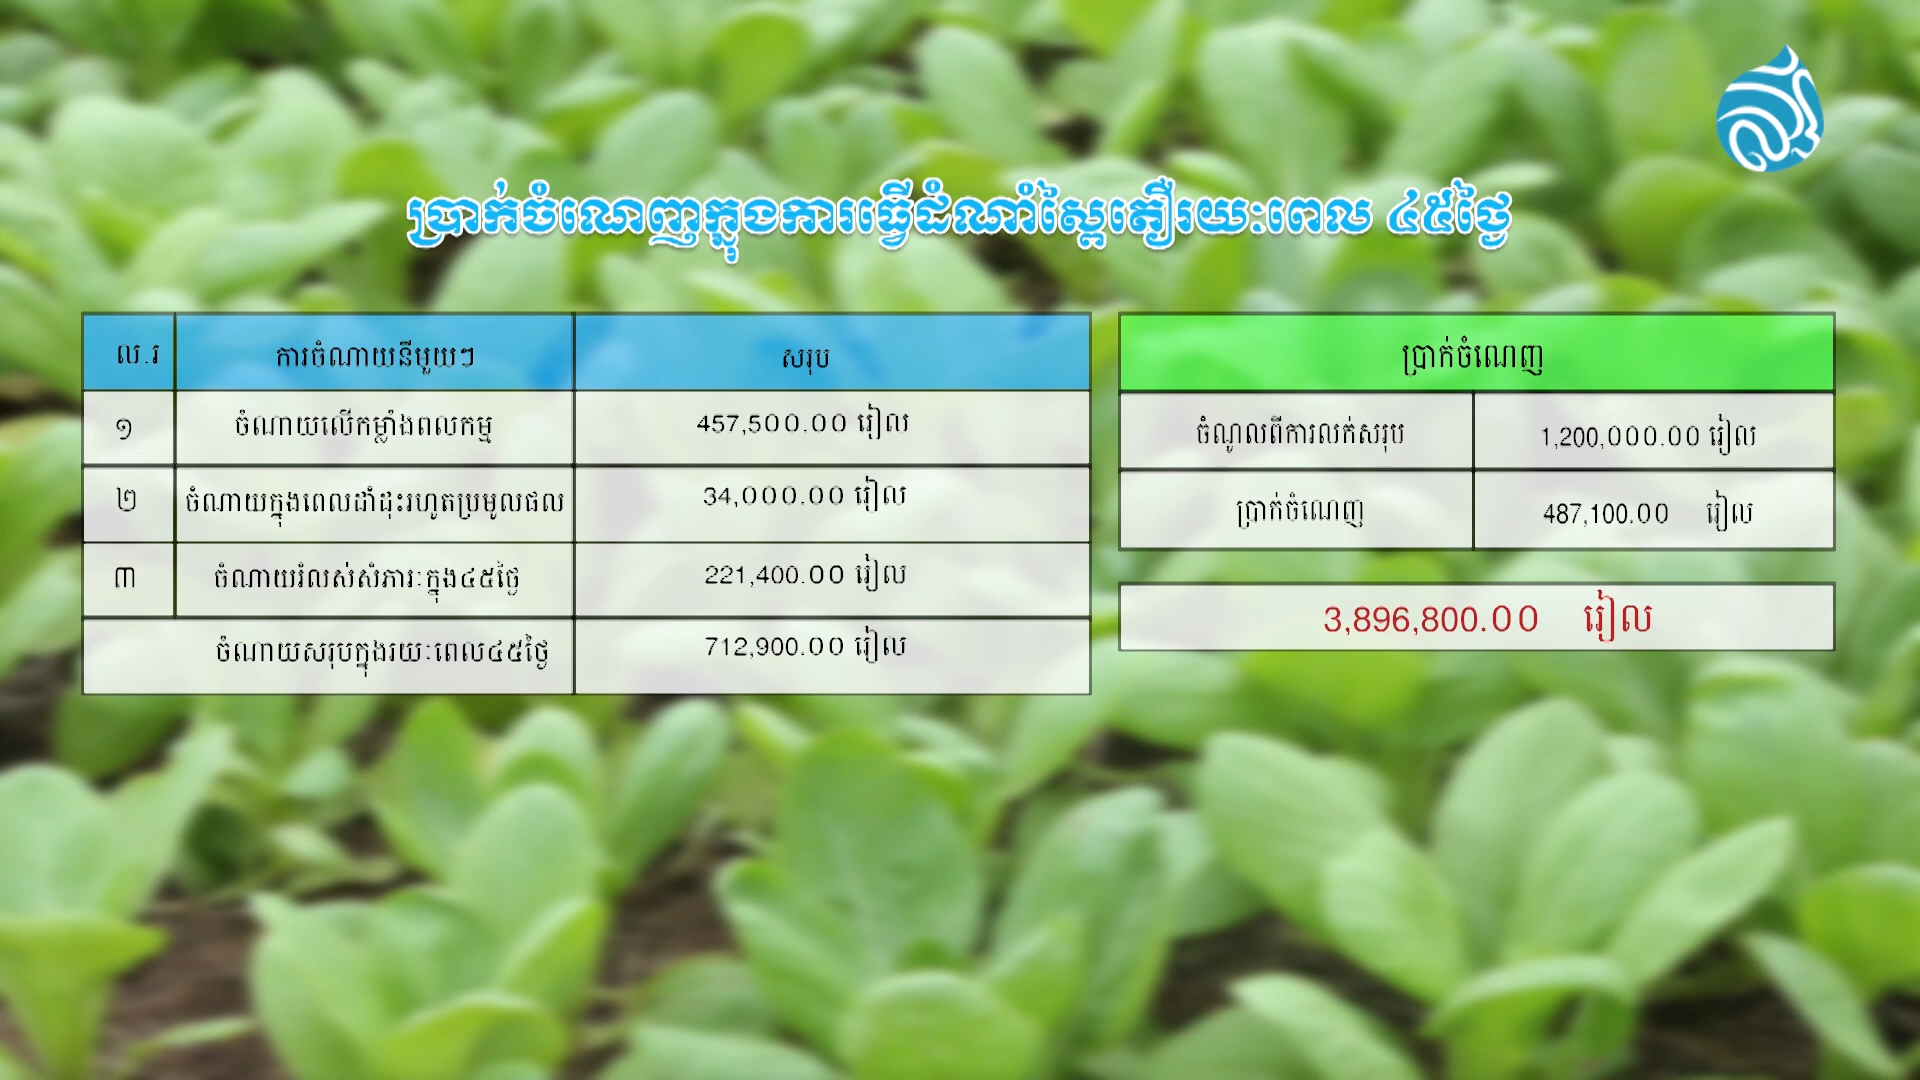 ប្រាក់ចំណេញក្នុងការធ្វើដំណាំស្ពៃតឿរយៈពេល ៤៥ថ្ងៃ
ល.រ ការចំណាយនីមួយៗ សរុប
១ ចំណាយលើកម្លាំងពលកម្ម 457,500.00 រៀល
២ ចំណាយក្នុងពេលដាំដុះរហូតប្រមូលផល 34,000.00 រៀល
៣ ចំណាយរំលស់សំភារៈក្នុង៤៥ថ្ងៃ 221,400.00 រៀល
ចំណាយសរុបក្នុងរយៈពេល៤៥ថ្ងៃ 712,900.00 រៀល
ប្រាក់ចំណេញ
ចំណូលពីការលក់សរុប 1,200,000.00 រៀល
ប្រាក់ចំណេញ 487,100.00 រៀល
3,896,800.00 រៀល